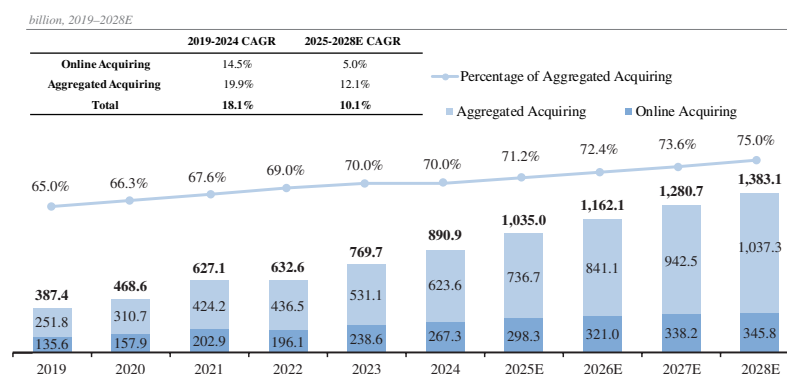 billion, 2019–2028E
2019-2024 CAGR 2025-2028E CAGR
Online Acquiring 14.5% 5.0%
Aggregated Acquiring 19.9% 12.1%
Total 18.1% 10.1%
Percentage of Aggregated Acquiring
Aggregated Acquiring Online Acquiring
65.0% 66.3% 67.6% 69.0% 70.0% 70.0% 71.2% 72.4% 73.6% 75.0%
387.4 468.6 627.1 632.6 769.7 890.9 1,035.0 1,162.1 1,280.7 1,383.1
251.8 310.7 424.2 436.5 531.1 623.6 736.7 841.1 942.5 1,037.3
135.6 157.9 202.9 196.1 238.6 267.3 298.3 321.0 338.2 345.8
2019 2020 2021 2022 2023 2024 2025E 2026E 2027E 2028E